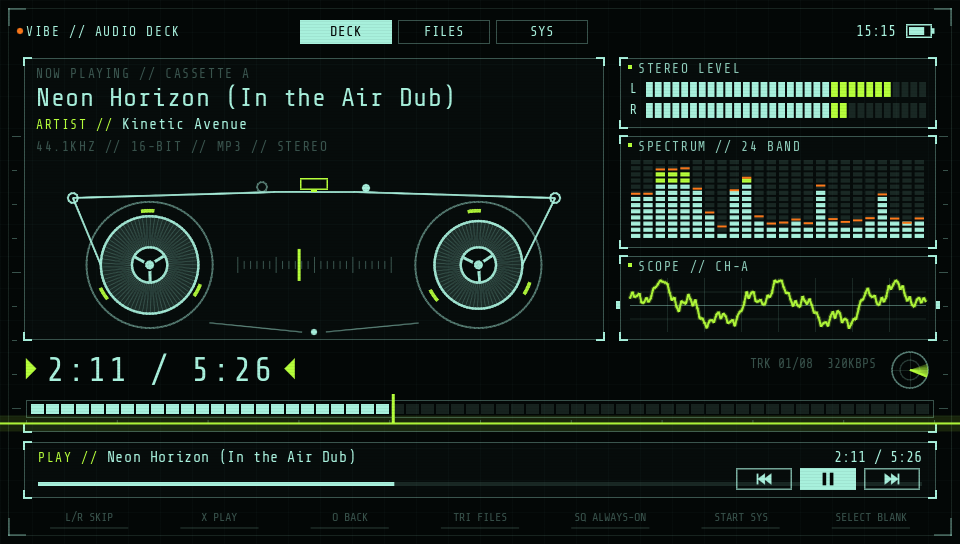 VIBE // AUDIO DECK
DECK
FILES
SYS
15:15
NOW PLAYING // CASSETTE A
Neon Horizon (In the Air Dub)
ARTIST // Kinetic Avenue
44.1KHZ // 16-BIT // MP3 // STEREO
STEREO LEVEL
L
R
SPECTRUM // 24 BAND
SCOPE // CH-A
2:11 / 5:26
TRK 01/08 320KBPS
PLAY // Neon Horizon (In the Air Dub)
2:11 / 5:26
L/R SKIP
X PLAY
O BACK
TRI FILES
SQ ALWAYS-ON
START SYS
SELECT BLANK